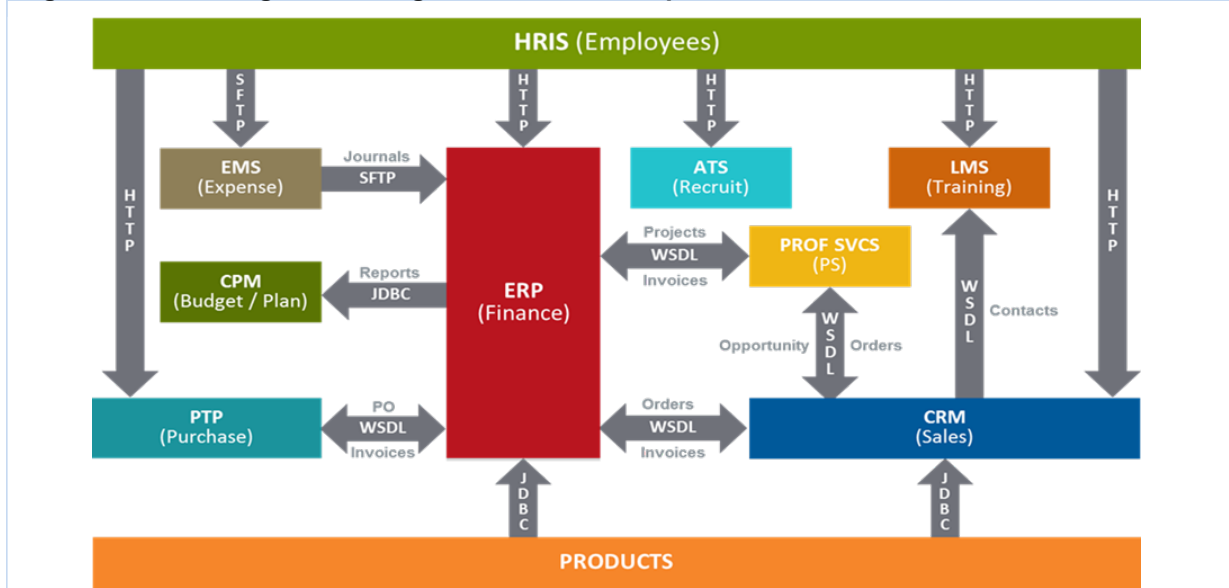 HRIS (Employees)
HTTP
SFTP
HTTP
HTTP
HTTP
HTTP
EMS
(Expense)
Journals
SFTP
ERP
(Finance)
ATS
(Recruit)
LMS
(Training)
Projects
WSDL
Invoices
PROF SVCS
(PS)
CPM
(Budget / Plan)
Reports
JDBC
Opportunity
WSDL
Orders
WSDL
Contacts
PTP
(Purchase)
PO
WSDL
Invoices
Orders
WSDL
Invoices
CRM
(Sales)
JDBC
JDBC
PRODUCTS